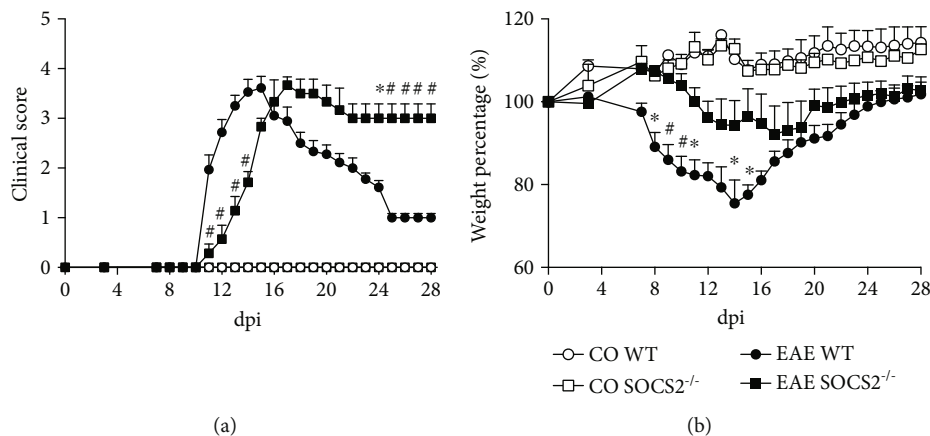 5
4
3
2
1
0
Clinical score
# # # #
*# ## ##
0 4 8 12 16 20 24 28
dpi
120
100
80
60
Weight percentage (%)
* # # * * *
0 4 8 12 16 20 24 28
dpi
CO WT
EAE WT
CO SOCS2-/-
EAE SOCS2-/-
(a)
(b)